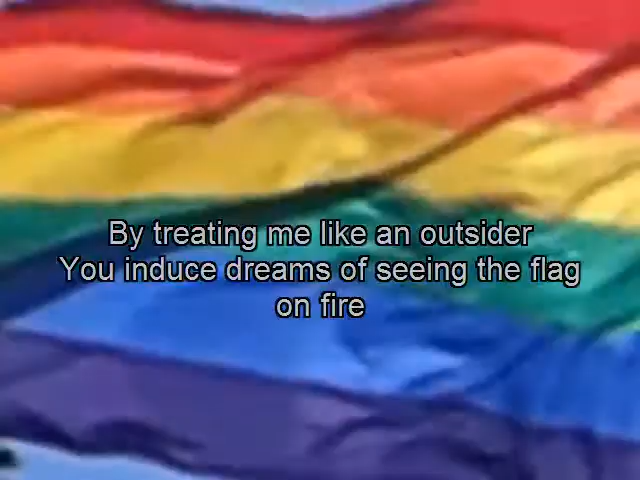 By treating me like an outsider
You induce dreams of seeing the flag
on fire